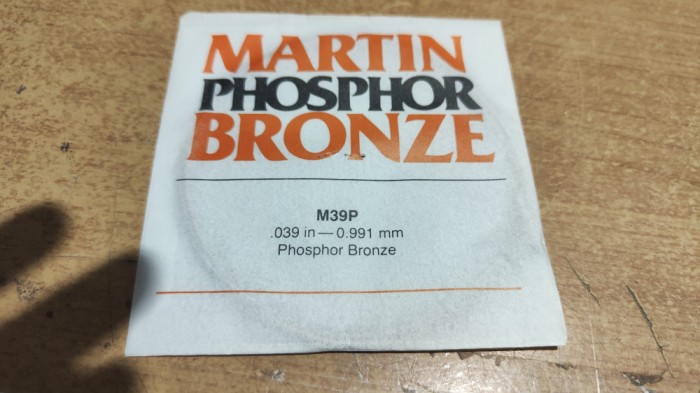 MARTIN
PHOSPHOR
BRONZE
M39P
.039 in — 0.991 mm
Phosphor Bronze